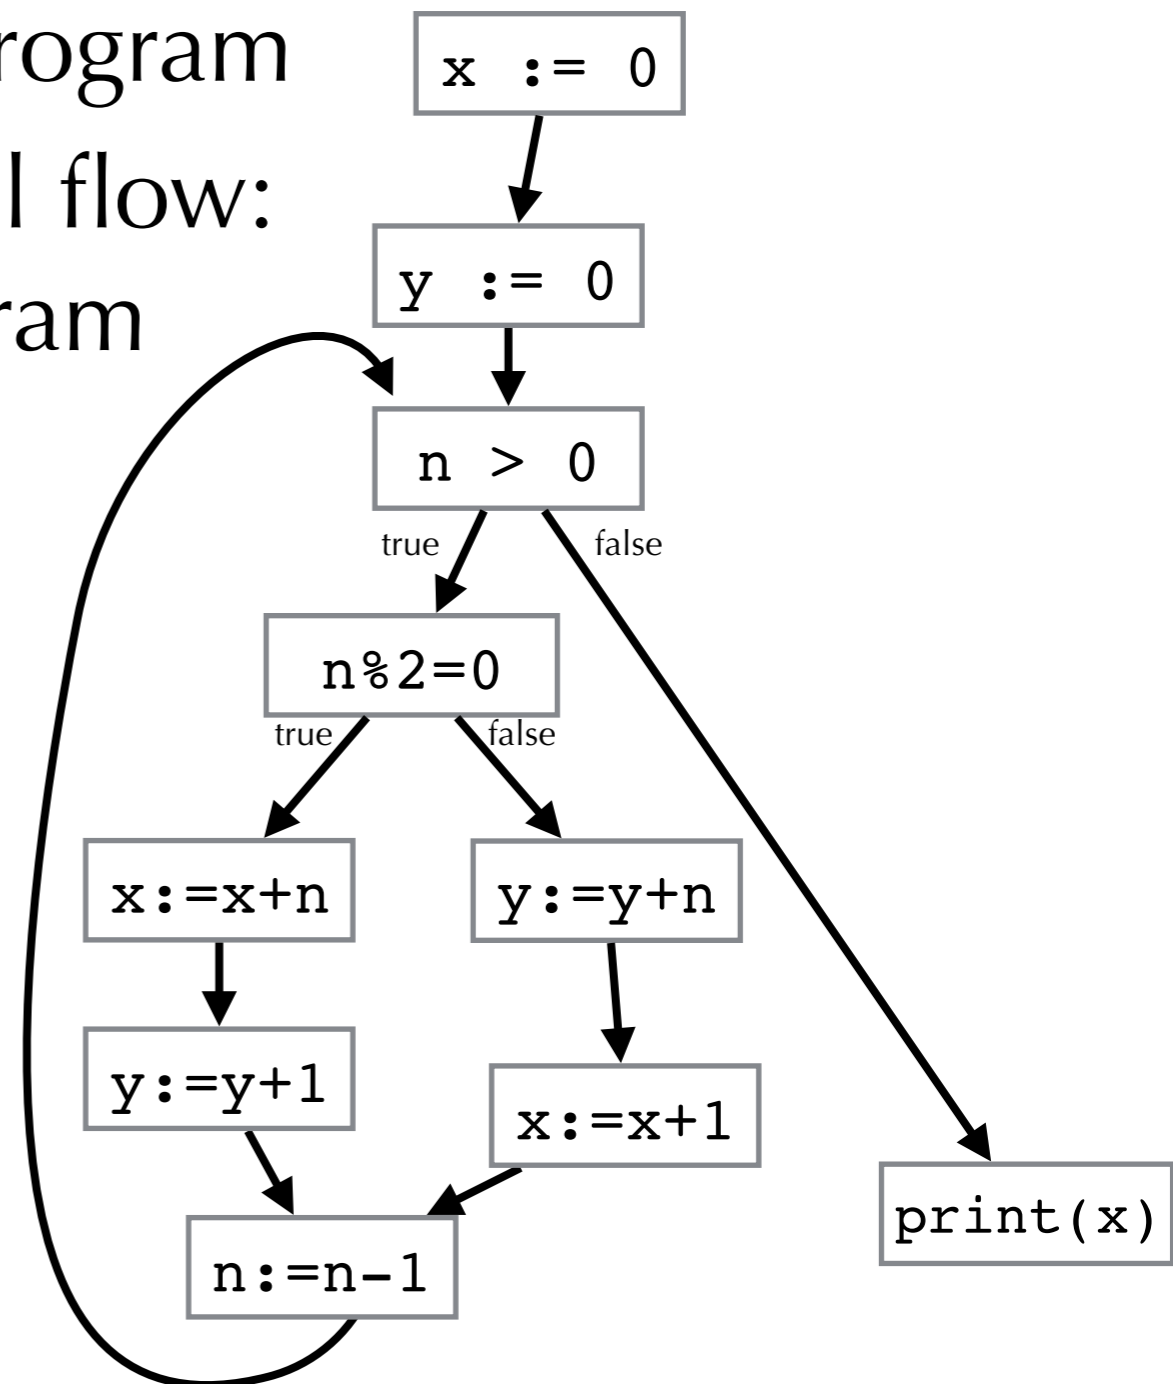 rogram
l flow:
ram
x := 0
y := 0
n > 0
true
false
n%2=0
true
false
x:=x+n
y:=y+n
y:=y+1
x:=x+1
n:=n-1
print(x)